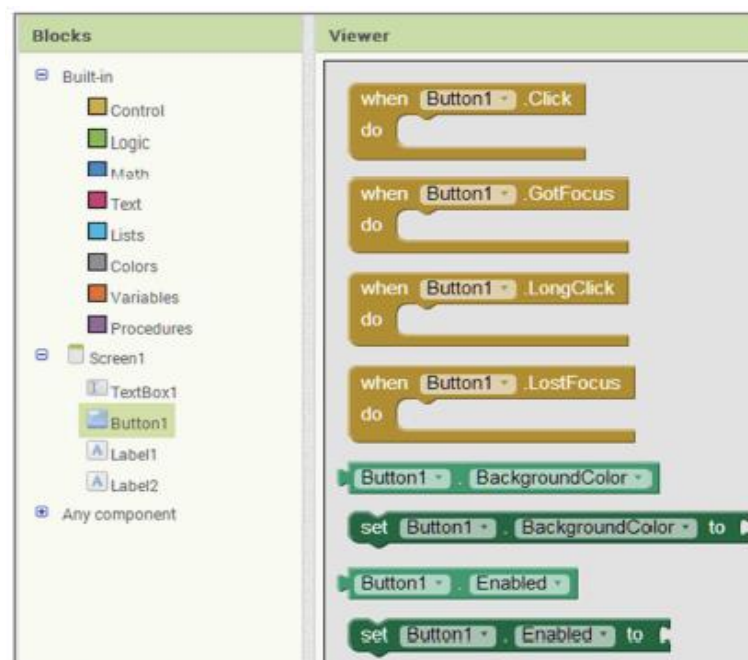 Blocks
Built-in
Control
Logic
Math
Text
Lists
Colors
Variables
Procedures
Screen1
TextBox1
Button1
Label1
Label2
Any component
Viewer
when Button1 .Click
do
when Button1 .GotFocus
do
when Button1 .LongClick
do
when Button1 .LostFocus
do
Button1 . BackgroundColor
set Button1 . BackgroundColor to
Button1 . Enabled
set Button1 . Enabled to